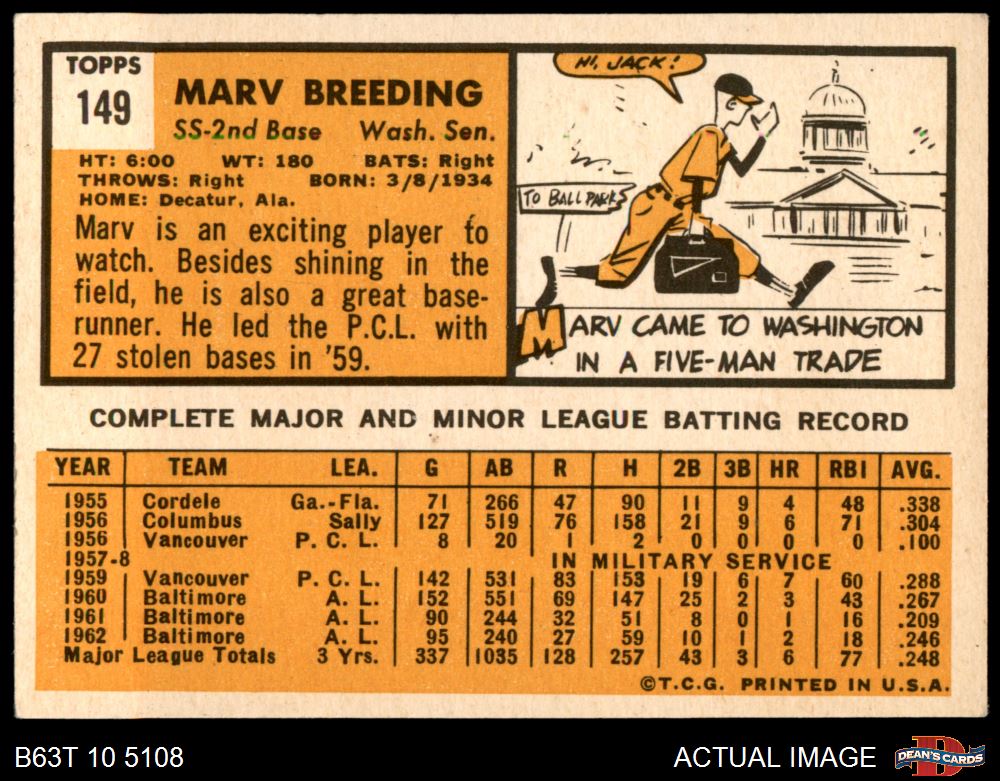 TOPPS
149
MARV BREEDING
SS-2nd Base Wash. Sen.
HT: 6:00 WT: 180 BATS: Right
THROWS: Right BORN: 3/8/1934
HOME: Decatur, Ala.
Marv is an exciting player to
watch. Besides shining in the
field, he is also a great base-
runner. He led the P.C.L. with
27 stolen bases in '59.
HI, JACK!
TO BALL PARK
MARV CAME TO WASHINGTON
IN A FIVE-MAN TRADE
COMPLETE MAJOR AND MINOR LEAGUE BATTING RECORD
YEAR TEAM LEA. G AB R H 2B 3B HR RBI AVG.
1955 Cordele Ga.-Fla. 71 266 47 90 11 9 4 48 .338
1956 Columbus Sally 127 519 76 158 21 9 6 71 .304
1956 Vancouver P. C. L. 8 20 1 2 0 0 0 0 .100
1957-8 IN MILITARY SERVICE
1959 Vancouver P. C. L. 142 531 83 153 19 6 7 60 .288
1960 Baltimore A. L. 152 551 69 147 25 2 3 43 .267
1961 Baltimore A. L. 90 244 32 51 8 0 1 16 .209
1962 Baltimore A. L. 95 240 27 59 10 1 2 18 .246
Major League Totals 3 Yrs. 337 1035 128 257 43 3 6 77 .248
©T.C.G. PRINTED IN U.S.A.
B63T 10 5108
ACTUAL IMAGE
DEAN'S CARDS